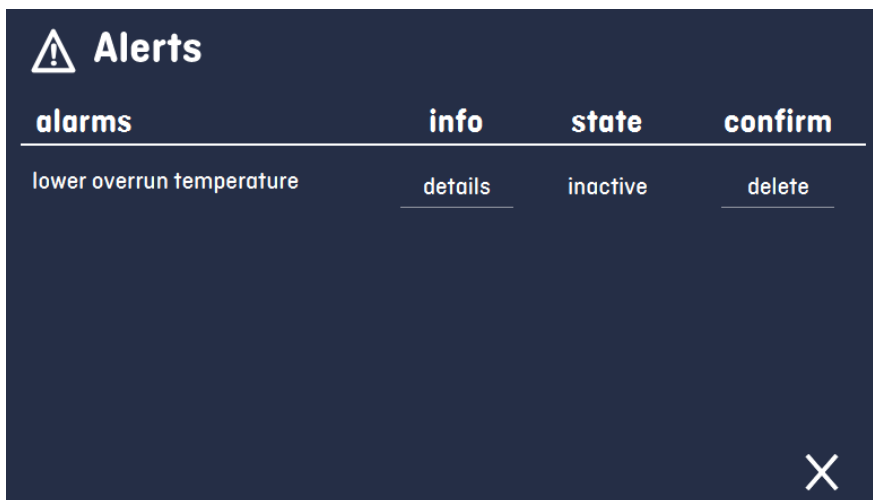 Alerts
alarms info state confirm
lower overrun temperature details inactive delete